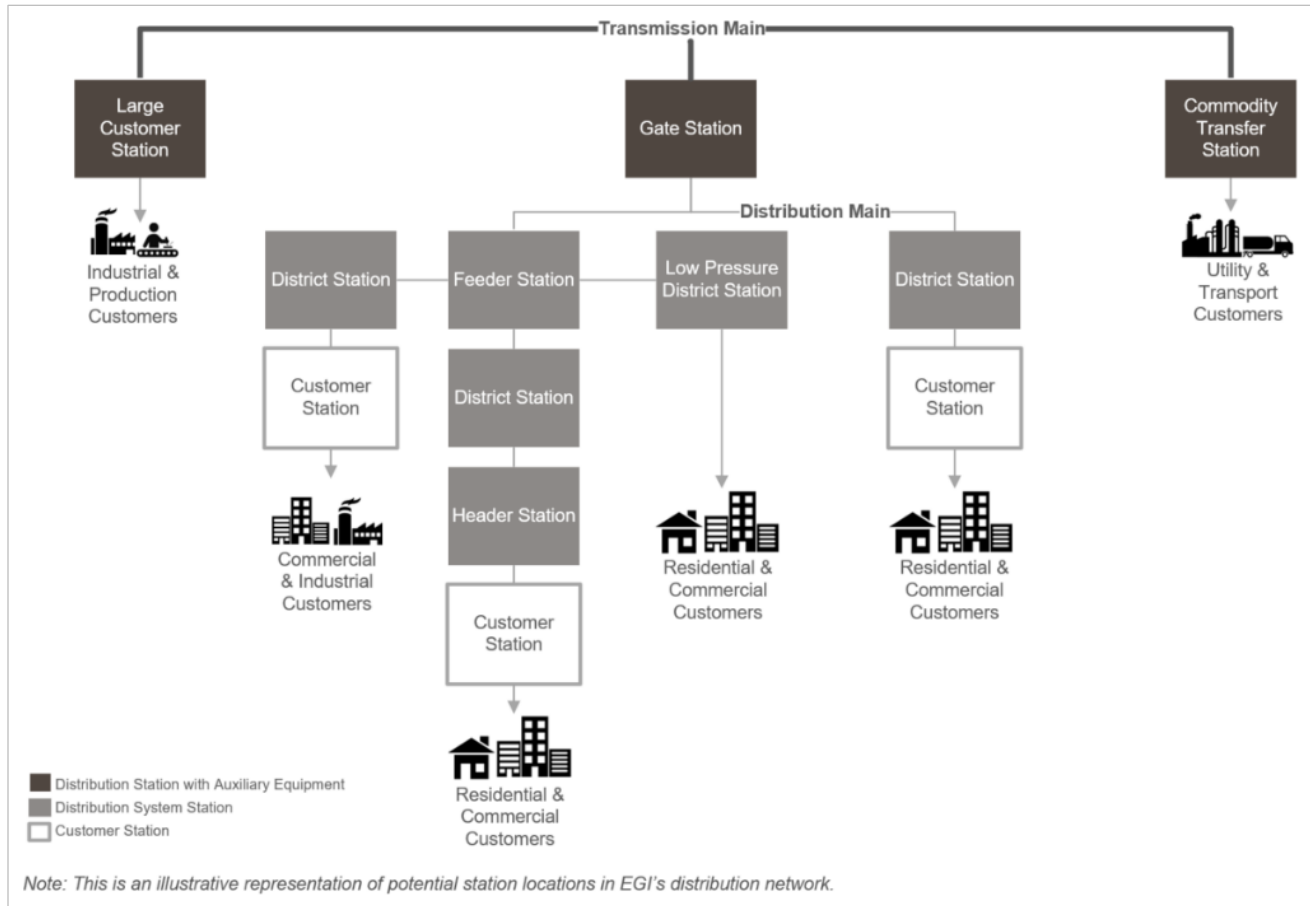 Transmission Main
Large
Customer
Station
Gate Station
Commodity
Transfer
Station
Industrial &
Production
Customers
Distribution Main
Utility &
Transport
Customers
District Station
Feeder Station
Low Pressure
District Station
District Station
Customer
Station
District Station
Customer
Station
Header Station
Commercial
& Industrial
Customers
Residential &
Commercial
Customers
Residential &
Commercial
Customers
Customer
Station
Residential &
Commercial
Customers
Distribution Station with Auxiliary Equipment
Distribution System Station
Customer Station
Note: This is an illustrative representation of potential station locations in EGI's distribution network.